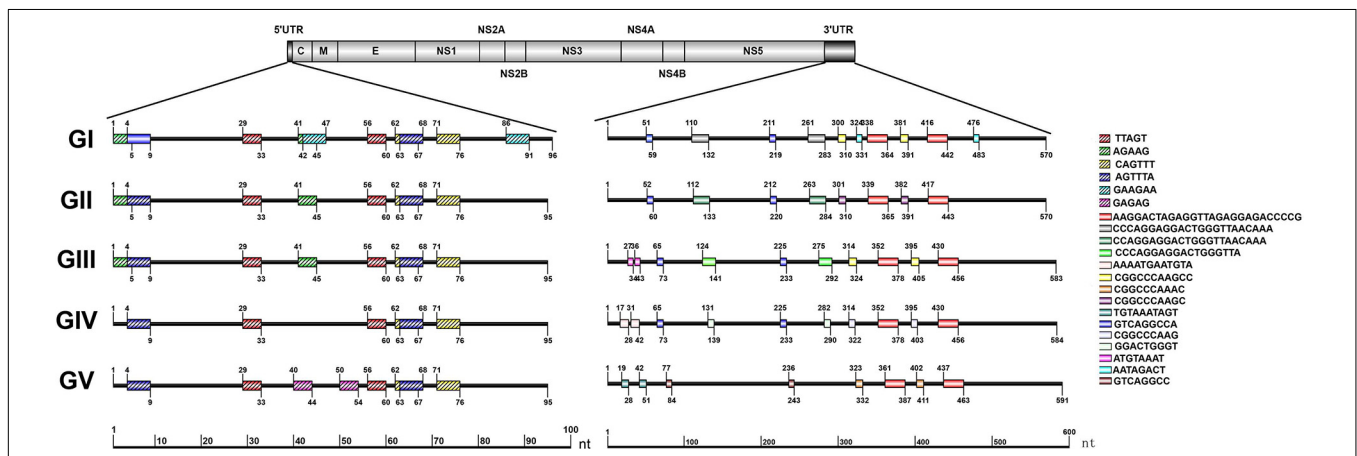 5'UTR NS2A NS4A 3'UTR
C M E NS1 NS3 NS5
NS2B NS4B
1 4 29 41 47 56 62 68 71 86
GI
5 9 33 42 45 60 63 67 76 91 96
1 51 110 211 261 300 324 338 381 416 476
59 132 219 283 310 331 364 391 442 483 570
1 4 29 41 56 62 68 71
GII
5 9 33 45 60 63 67 76 95
1 52 112 212 263 301 339 382 417
60 133 220 284 310 365 391 443 570
1 4 29 41 56 62 68 71
GIII
5 9 33 45 60 63 67 76 95
1 27 36 65 124 225 275 314 352 395 430
34 43 73 141 233 292 324 378 405 456 583
1 4 29 56 62 68 71
GIV
9 33 60 63 67 76 95
1 17 31 65 131 225 282 314 352 395 430
28 42 73 139 233 290 322 378 403 456 584
1 4 29 40 50 56 62 68 71
GV
9 33 44 54 60 63 67 76 95
1 19 42 77 236 323 361 402 437
28 51 84 243 332 387 411 463 591
1 10 20 30 40 50 60 70 80 90 100 nt
1 100 200 300 400 500 600 nt
TTAGT
AGAAG
CAGTTT
AGTTTA
GAAGAA
GAGAG
AAGGACTAGAGGTTAGAGGAGACCCCG
CCCAGGAGGACTGGGTTAACAAA
CCAGGAGGACTGGGTTAACAAA
CCCAGGAGGACTGGGTTA
AAAATGAATGTA
CGGCCCAAGCC
CGGCCCAAAC
CGGCCCAAGC
TGTAAATAGT
GTCAGGCCA
CGGCCCAAG
GGACTGGGT
ATGTAAAT
AATAGACT
GTCAGGCC